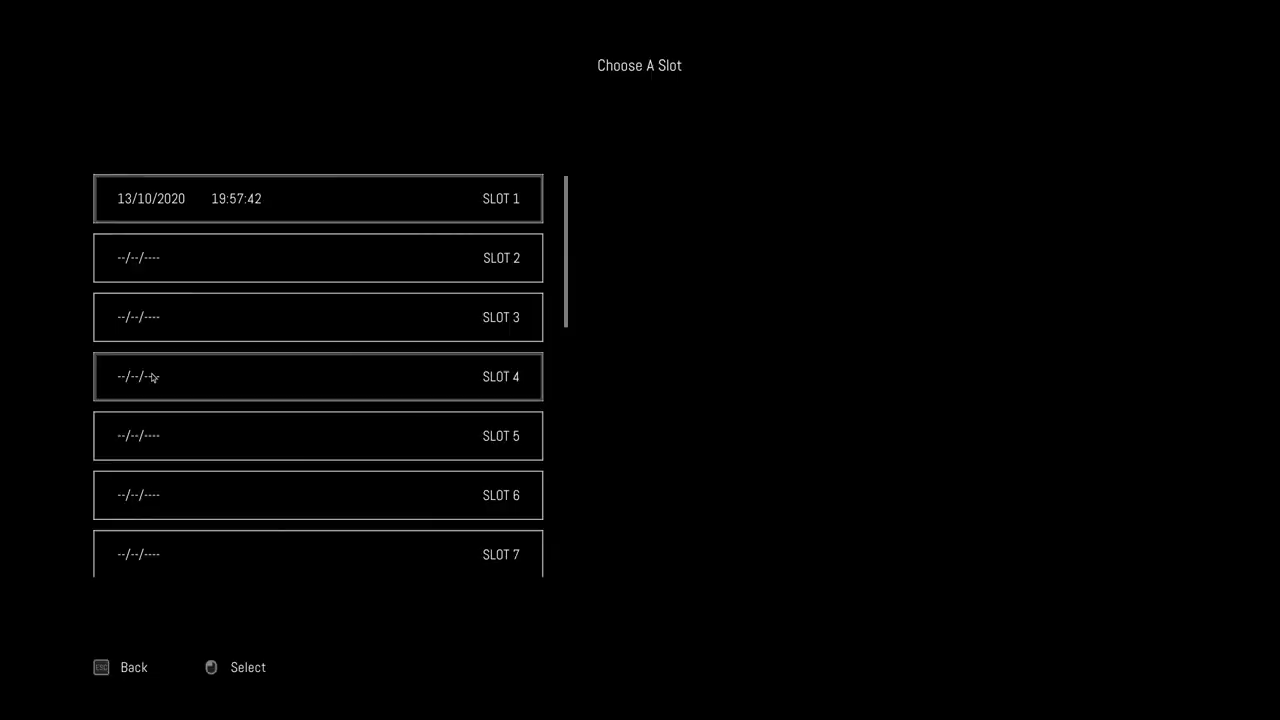 Choose A Slot
13/10/2020 19:57:42 SLOT 1
--/--/---- SLOT 2
--/--/---- SLOT 3
--/--/---- SLOT 4
--/--/---- SLOT 5
--/--/---- SLOT 6
--/--/---- SLOT 7
ESC Back Select